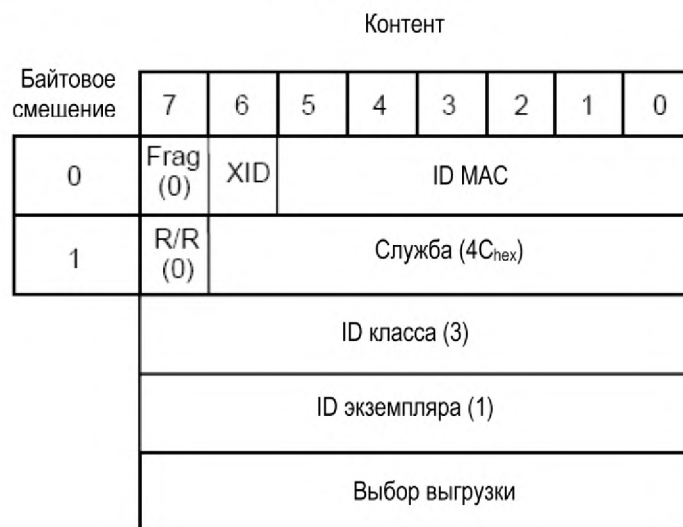 Контент
Байтовое
смещение
7 6 5 4 3 2 1 0
0 Frag (0) XID ID MAC
1 R/R (0) Служба (4Chex)
ID класса (3)
ID экземпляра (1)
Выбор выгрузки